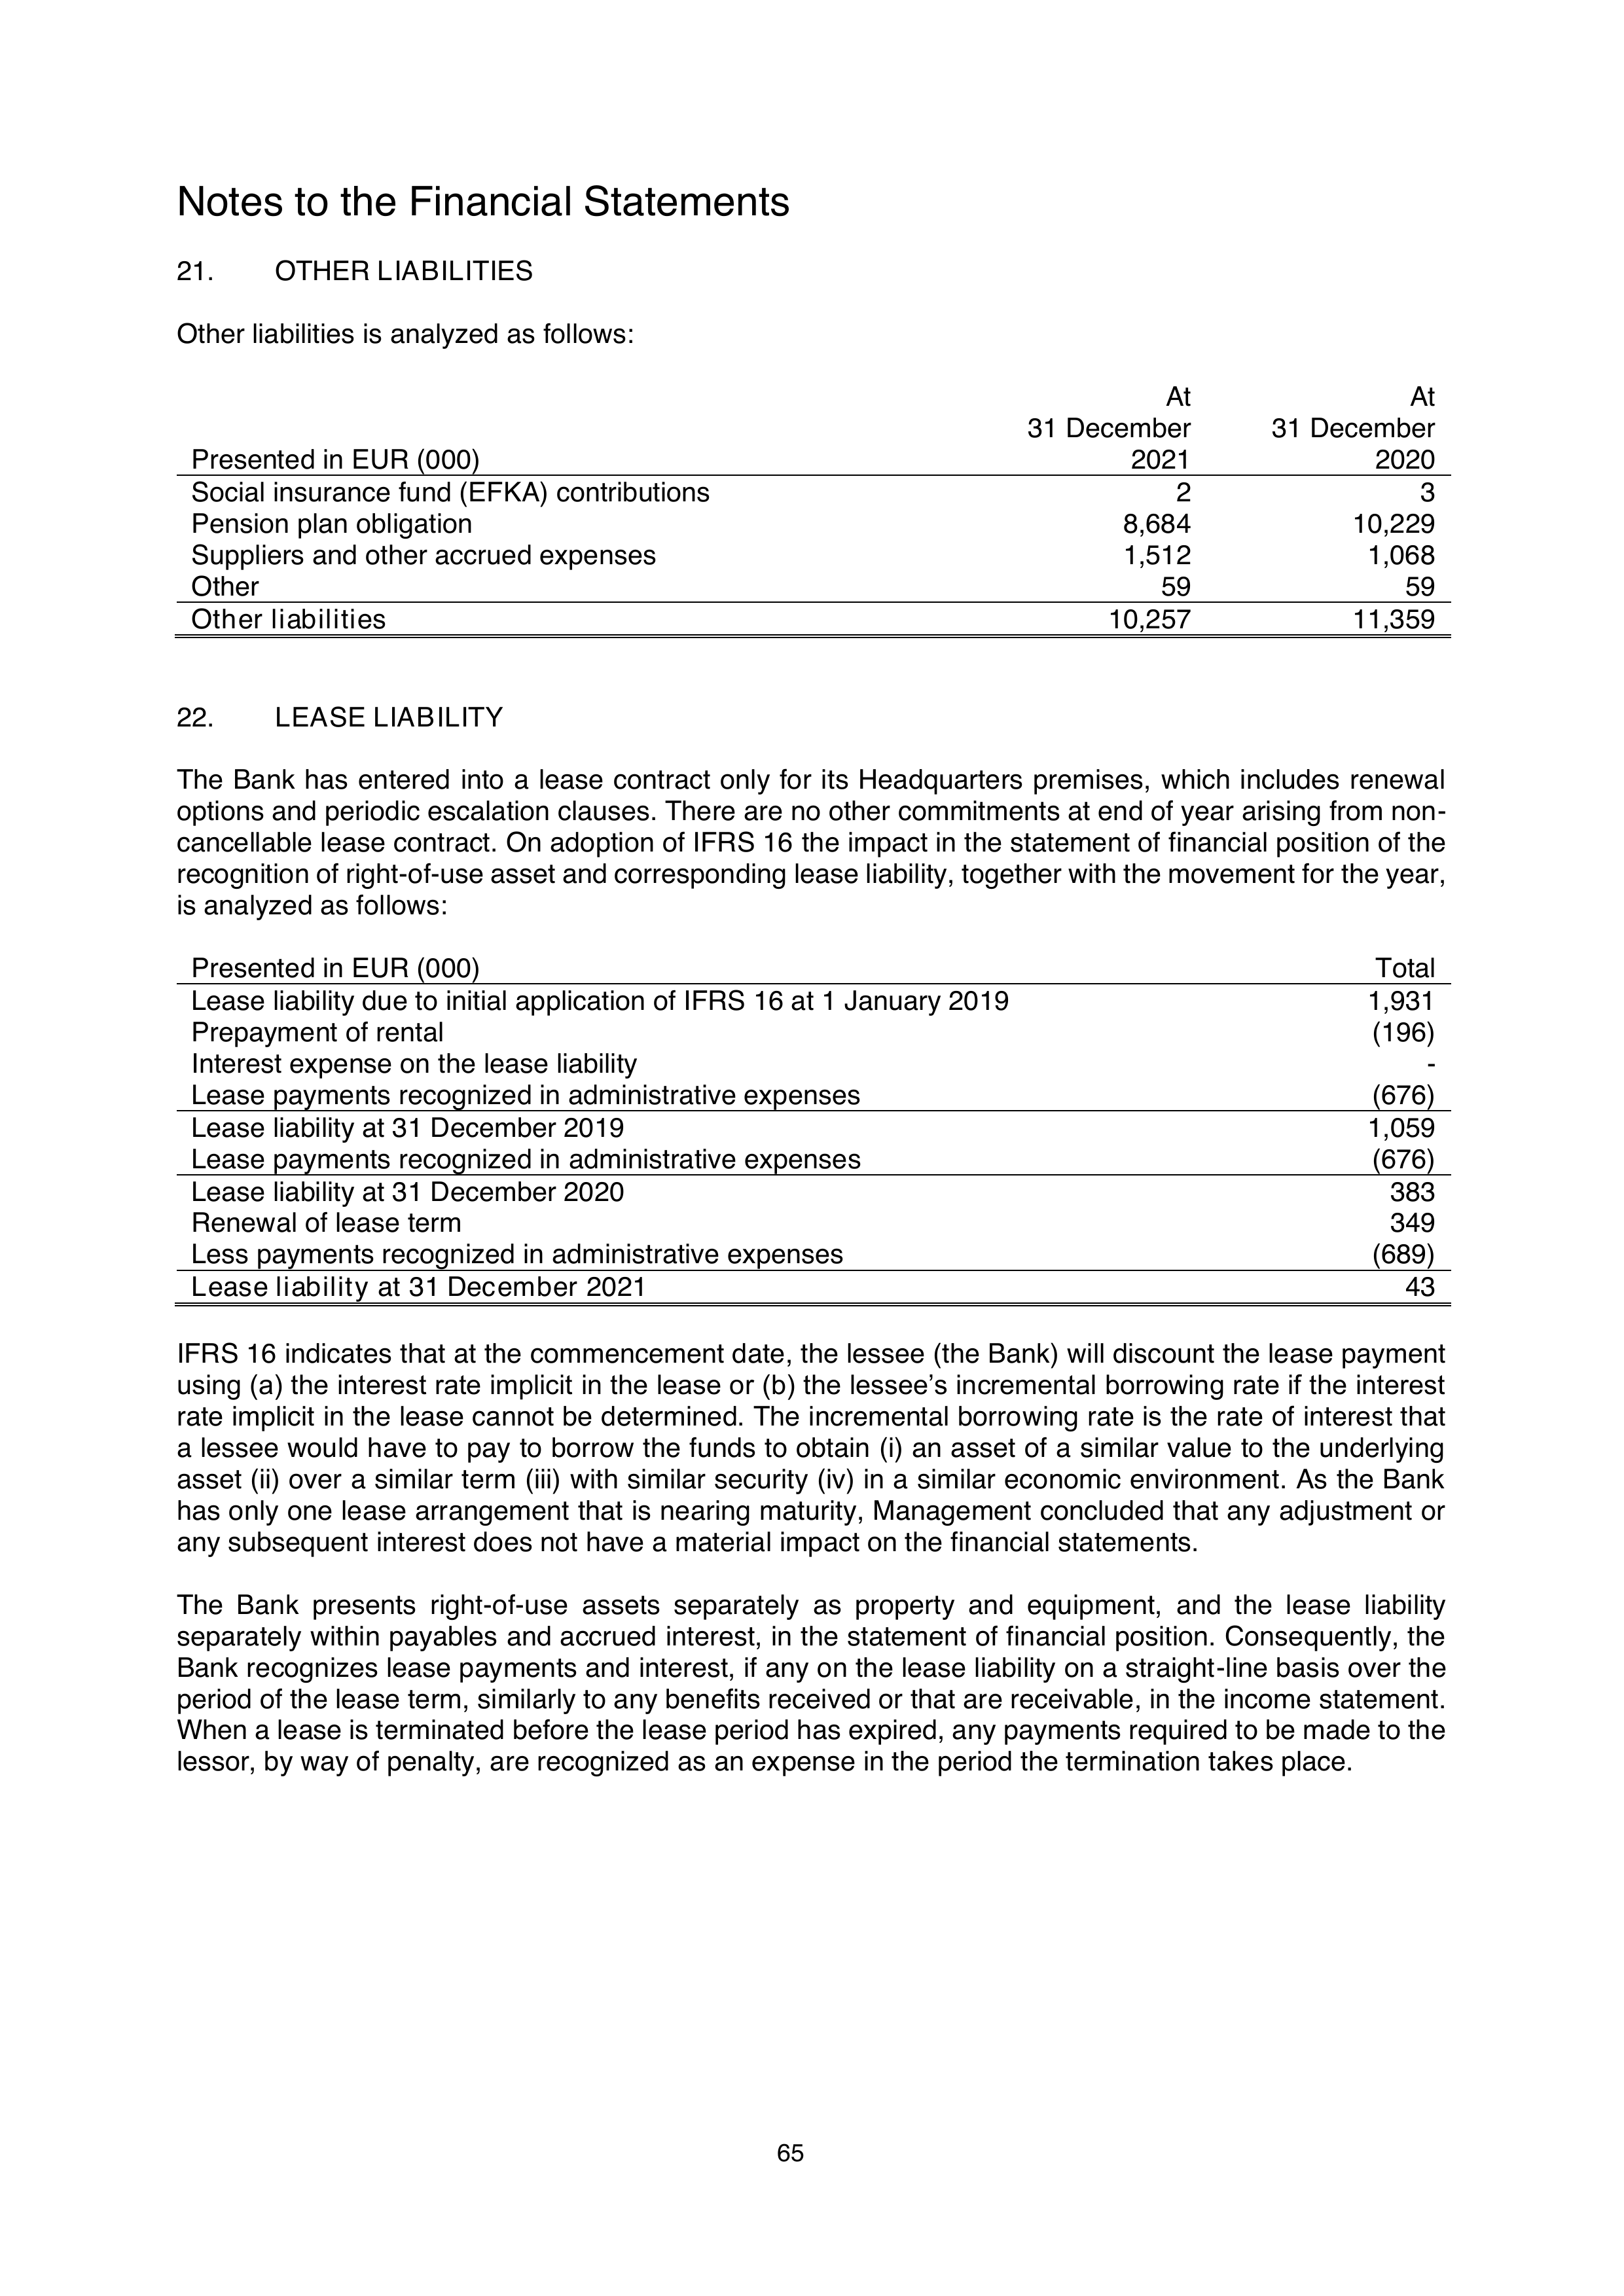 Notes to the Financial Statements
21. OTHER LIABILITIES
Other liabilities is analyzed as follows:
At At
31 December 31 December
Presented in EUR (000) 2021 2020
Social insurance fund (EFKA) contributions 2 3
Pension plan obligation 8,684 10,229
Suppliers and other accrued expenses 1,512 1,068
Other 59 59
Other liabilities 10,257 11,359
22. LEASE LIABILITY
The Bank has entered into a lease contract only for its Headquarters premises, which includes renewal
options and periodic escalation clauses. There are no other commitments at end of year arising from non-
cancellable lease contract. On adoption of IFRS 16 the impact in the statement of financial position of the
recognition of right-of-use asset and corresponding lease liability, together with the movement for the year,
is analyzed as follows:
Presented in EUR (000) Total
Lease liability due to initial application of IFRS 16 at 1 January 2019 1,931
Prepayment of rental (196)
Interest expense on the lease liability -
Lease payments recognized in administrative expenses (676)
Lease liability at 31 December 2019 1,059
Lease payments recognized in administrative expenses (676)
Lease liability at 31 December 2020 383
Renewal of lease term 349
Less payments recognized in administrative expenses (689)
Lease liability at 31 December 2021 43
IFRS 16 indicates that at the commencement date, the lessee (the Bank) will discount the lease payment
using (a) the interest rate implicit in the lease or (b) the lessee’s incremental borrowing rate if the interest
rate implicit in the lease cannot be determined. The incremental borrowing rate is the rate of interest that
a lessee would have to pay to borrow the funds to obtain (i) an asset of a similar value to the underlying
asset (ii) over a similar term (iii) with similar security (iv) in a similar economic environment. As the Bank
has only one lease arrangement that is nearing maturity, Management concluded that any adjustment or
any subsequent interest does not have a material impact on the financial statements.
The Bank presents right-of-use assets separately as property and equipment, and the lease liability
separately within payables and accrued interest, in the statement of financial position. Consequently, the
Bank recognizes lease payments and interest, if any on the lease liability on a straight-line basis over the
period of the lease term, similarly to any benefits received or that are receivable, in the income statement.
When a lease is terminated before the lease period has expired, any payments required to be made to the
lessor, by way of penalty, are recognized as an expense in the period the termination takes place.
65